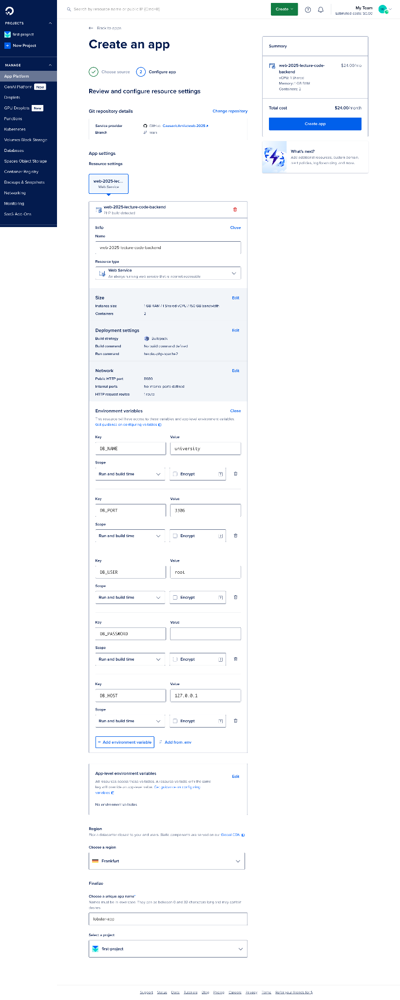 Search by resource name or public IP (Cmd+B)
Create
My Team
Estimated costs: $0.00
MT
PROJECTS
first-project
New Project
MANAGE
App Platform
GenAI Platform New
Droplets
GPU Droplets New
Functions
Kubernetes
Volumes Block Storage
Databases
Spaces Object Storage
Container Registry
Backups & Snapshots
Networking
Monitoring
SaaS Add-Ons
Back to apps
Create an app
Choose source
2 Configure app
Review and configure resource settings
Git repository details
Change repository
Service provider GitHub CausevicAmila/web-2025
Branch main
App settings
Resource settings
web-2025-lec...
Web Service
web-2025-lecture-code-backend
PHP build detected
Info Close
Name
web-2025-lecture-code-backend
Resource type
Web Service
An always running web service that is internet accessible
Size Edit
Instance size 1 GB RAM / 1 Shared vCPU / 150 GB bandwidth
Containers 2
Deployment settings Edit
Build strategy Buildpack
Build command No build command defined
Run command heroku-php-apache2
Network Edit
Public HTTP port 8080
Internal ports No internal ports defined
HTTP request routes 1 route
Environment variables Close
This resource will have access to these variables and app-level environment variables.
Get guidance on configuring variables
Key Value
DB_NAME university
Scope
Run and build time Encrypt ?
Key Value
DB_PORT 3306
Scope
Run and build time Encrypt ?
Key Value
DB_USER root
Scope
Run and build time Encrypt ?
Key Value
DB_PASSWORD
Scope
Run and build time Encrypt ?
Key Value
DB_HOST 127.0.0.1
Scope
Run and build time Encrypt ?
+ Add environment variable Add from .env
App-level environment variables Edit
All resources access these variables. A resource variable with the same
key will override an app-level value. Get guidance on configuring
variables
No environment variables
Region
Pick a datacenter closest to your end users. Static components are served on our Global CDN
Choose a region
Frankfurt
Finalize
Choose a unique app name*
Names must be in lowercase. They can be between 0 and 32 characters long and may contain
dashes
lobster-app
Select a project
first-project
Summary
web-2025-lecture-code-
backend
$24.00/mo
vCPU: 1 Shared
Memory: 1 GB RAM
Containers: 2
Total cost $24.00/month
Create app
What's next?
Add additional resources, custom domain,
alert policies, log forwarding, and more.
Support Status Docs Tutorials Blog Pricing Careers Privacy Terms Refer your friends for $